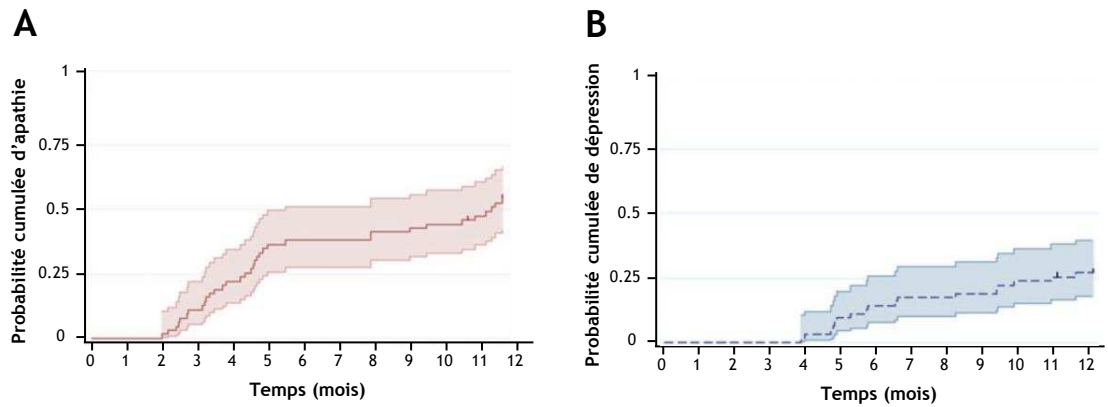 A
Probabilité cumulée d'apathie
1
0.75
0.5
0.25
0
0 1 2 3 4 5 6 7 8 9 10 11 12
Temps (mois)
B
Probabilité cumulée de dépression
1
0.75
0.5
0.25
0
0 1 2 3 4 5 6 7 8 9 10 11 12
Temps (mois)